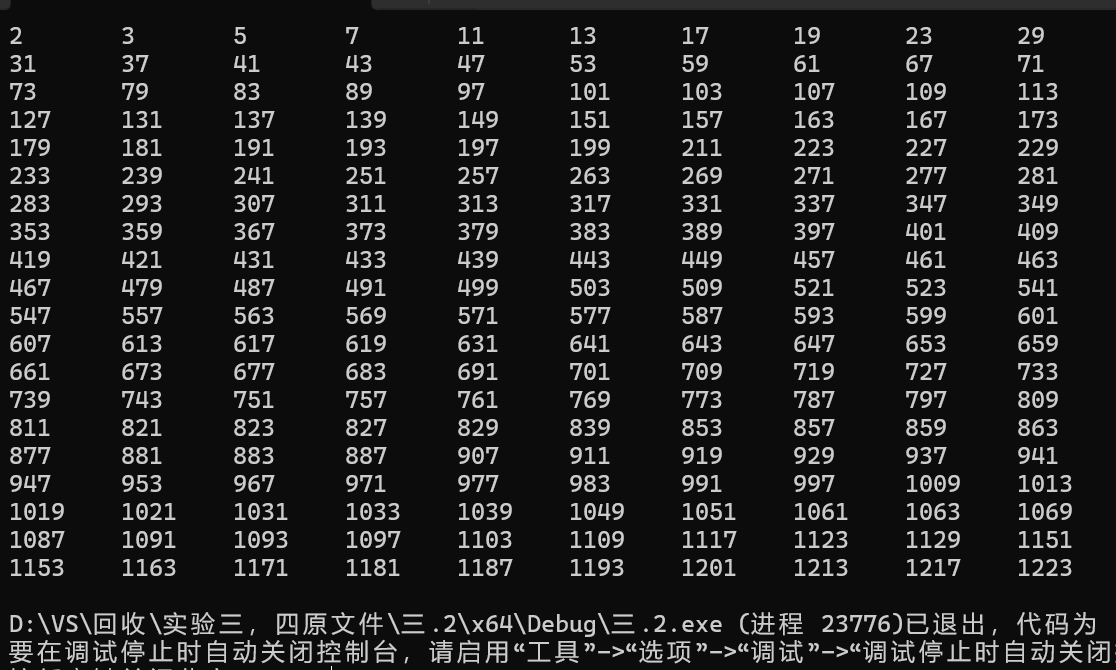 2 3 5 7 11 13 17 19 23 29
31 37 41 43 47 53 59 61 67 71
73 79 83 89 97 101 103 107 109 113
127 131 137 139 149 151 157 163 167 173
179 181 191 193 197 199 211 223 227 229
233 239 241 251 257 263 269 271 277 281
283 293 307 311 313 317 331 337 347 349
353 359 367 373 379 383 389 397 401 409
419 421 431 433 439 443 449 457 461 463
467 479 487 491 499 503 509 521 523 541
547 557 563 569 571 577 587 593 599 601
607 613 617 619 631 641 643 647 653 659
661 673 677 683 691 701 709 719 727 733
739 743 751 757 761 769 773 787 797 809
811 821 823 827 829 839 853 857 859 863
877 881 883 887 907 911 919 929 937 941
947 953 967 971 977 983 991 997 1009 1013
1019 1021 1031 1033 1039 1049 1051 1061 1063 1069
1087 1091 1093 1097 1103 1109 1117 1123 1129 1151
1153 1163 1171 1181 1187 1193 1201 1213 1217 1223
D:\VS\回收\实验三，四原文件\三.2\x64\Debug\三.2.exe (进程 23776)已退出，代码为
要在调试停止时自动关闭控制台，请启用“工具”->“选项”->“调试”->“调试停止时自动关闭